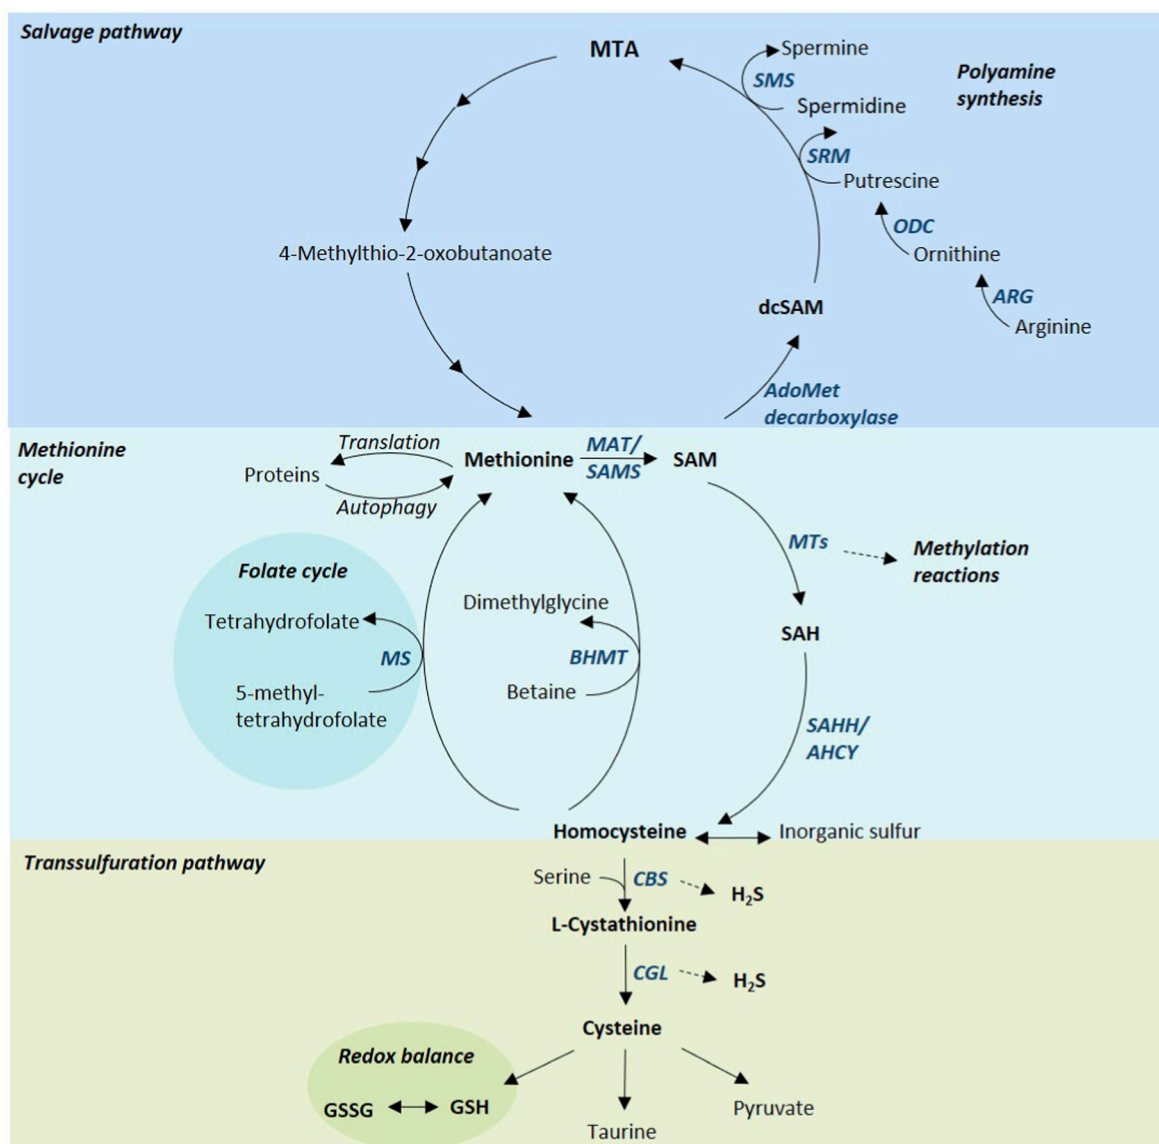 Salvage pathway
MTA
Spermine
SMS
Polyamine
synthesis
Spermidine
SRM
Putrescine
ODC
4-Methylthio-2-oxobutanoate
Ornithine
ARG
dcSAM
Arginine
AdoMet
decarboxylase
Methionine
cycle
Translation
Proteins
Autophagy
Methionine
MAT/
SAMS
SAM
MTs
Methylation
reactions
Folate cycle
Tetrahydrofolate
MS
5-methyl-
tetrahydrofolate
Dimethylglycine
BHMT
Betaine
SAH
SAHH/
AHCY
Homocysteine
Inorganic sulfur
Transsulfuration pathway
Serine
CBS
H₂S
L-Cystathionine
CGL
H₂S
Cysteine
Redox balance
GSSG
GSH
Taurine
Pyruvate